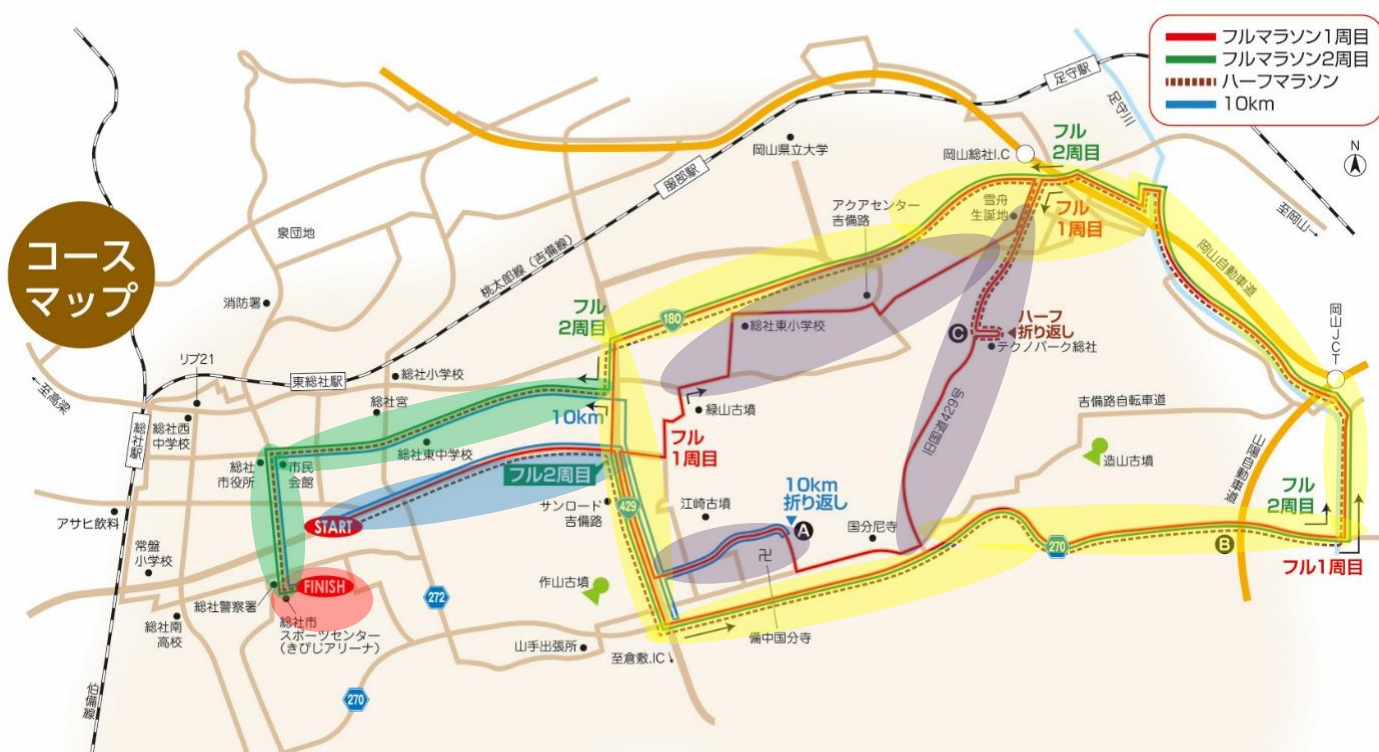 コース
マップ
フルマラソン1周目
フルマラソン2周目
ハーフマラソン
10km
N
足守駅
足守川
岡山県立大学
岡山総社I.C
フル
2周目
服部駅
アクアセンター
吉備路
雪舟
生誕地
フル
1周目
至岡山→
岡山自動車道
泉団地
桃太郎線(吉備線)
消防署
フル
2周目
180
総社東小学校
C
ハーフ
折り返し
テクノパーク総社
岡山JCT
リブ21
東総社駅
総社小学校
←至高梁
総社宮
10km
緑山古墳
旧国道429号
吉備路自転車道
総社駅
総社西
中学校
総社東中学校
フル
1周目
造山古墳
山陽自動車道
総社
市役所
市民
会館
フル2周目
10km
折り返し
フル
2周目
アサヒ飲料
START
サンロード
吉備路
429
江崎古墳
A
国分尼寺
270
B
フル1周目
常盤
小学校
卍
総社警察署
FINISH
作山古墳
272
総社南
高校
総社市
スポーツセンター
(きびじアリーナ)
備中国分寺
山手出張所
至倉敷.IC
270
伯備線